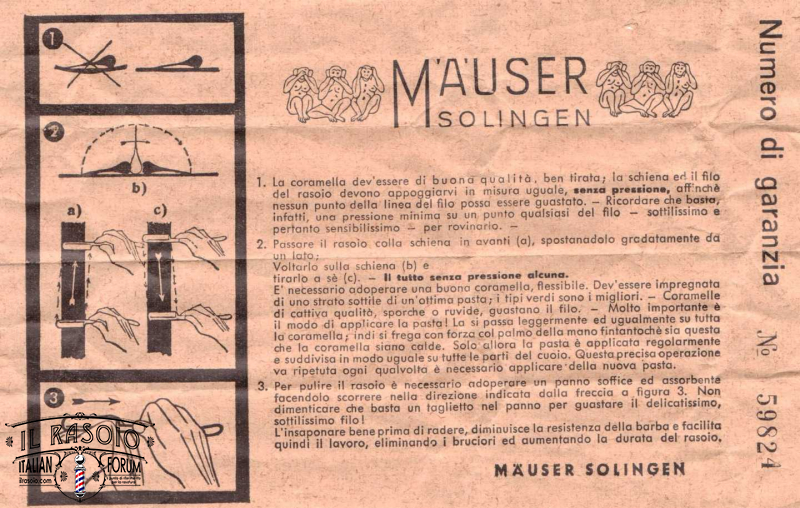 1
2
b)
a)
c)
3
IL RASOIO
ITALIAN FORUM
ilrasoio.com
MÄUSER
SOLINGEN
1. La coramella dev'essere di buona qualità, ben tirata; la schiena ed il filo
del rasoio devono appoggiarvi in misura uguale, senza pressione, affinchè
nessun punto della linea del filo possa essere guastato. — Ricordare che basta,
infatti, una pressione minima su un punto qualsiasi del filo — sottilissimo e
pertanto sensibilissimo — per rovinario. —
2. Passare il rasoio colla schiena in avanti (a), spostanadolo gradatamente da
un lato;
Voltarlo sulla schiena (b) e
tirarlo a sè (c). — Il tutto senza pressione alcuna.
E' necessario adoperare una buona coramella, flessibile. Dev'essere impregnata
di uno strato sottile di un'ottima pasta; i tipi verdi sono i migliori. — Coramelle
di cattiva qualità, sporche o ruvide, guastano il filo. — Molto importante è
il modo di applicare la pasta! La si passa leggermente ed ugualmente su tutta
la coramella; indi si frega con forza col palmo della mano fintantochè sia questa
che la coramella siano calde. Solo allora la pasta è applicata regolarmente
e suddivisa in modo uguale su tutte le parti del cuoio. Questa precisa operazione
va ripetuta ogni qualvolta è necessario applicare della nuova pasta.
3. Per pulire il rasoio è necessario adoperare un panno soffice ed assorbente
facendolo scorrere nella direzione indicata dalla freccia a figura 3. Non
dimenticare che basta un taglietto nel panno per guastare il delicatissimo,
sottilissimo filo!
L'insaponare bene prima di radere, diminuisce la resistenza della barba e facilita
quindi il lavoro, eliminando i bruciori ed aumentando la durata del rasoio,
MÄUSER SOLINGEN
Numero di garanzia № 59824